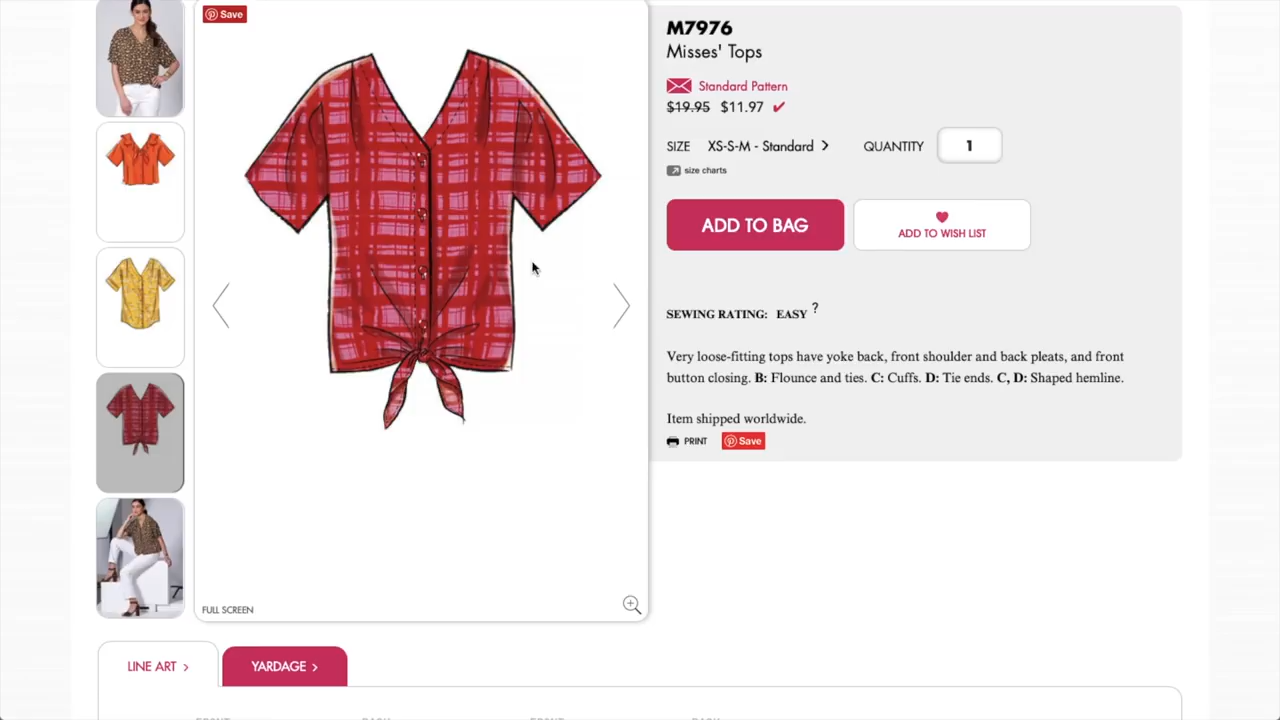 Save
M7976
Misses' Tops
Standard Pattern
$19.95 $11.97
SIZE XS-S-M - Standard > QUANTITY 1
size charts
ADD TO BAG
ADD TO WISH LIST
SEWING RATING: EASY ?
Very loose-fitting tops have yoke back, front shoulder and back pleats, and front
button closing. B: Flounce and ties. C: Cuffs. D: Tie ends. C, D: Shaped hemline.
Item shipped worldwide.
PRINT Save
FULL SCREEN
LINE ART > YARDAGE >